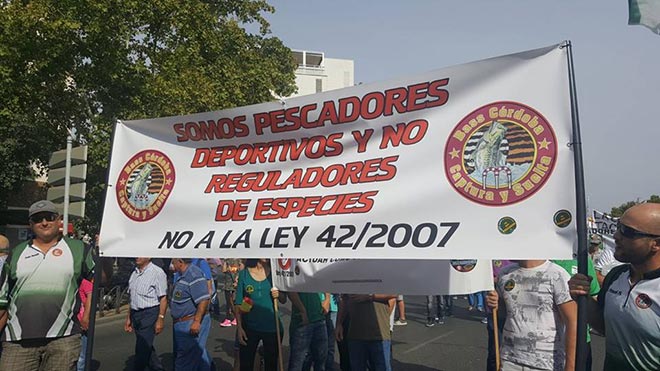 SOMOS PESCADORES
DEPORTIVOS Y NO
REGULADORES
DE ESPECIES
NO A LA LEY 42/2007
Bass Córdoba
Captura y Suelta
Bass Córdoba
Captura y Suelta